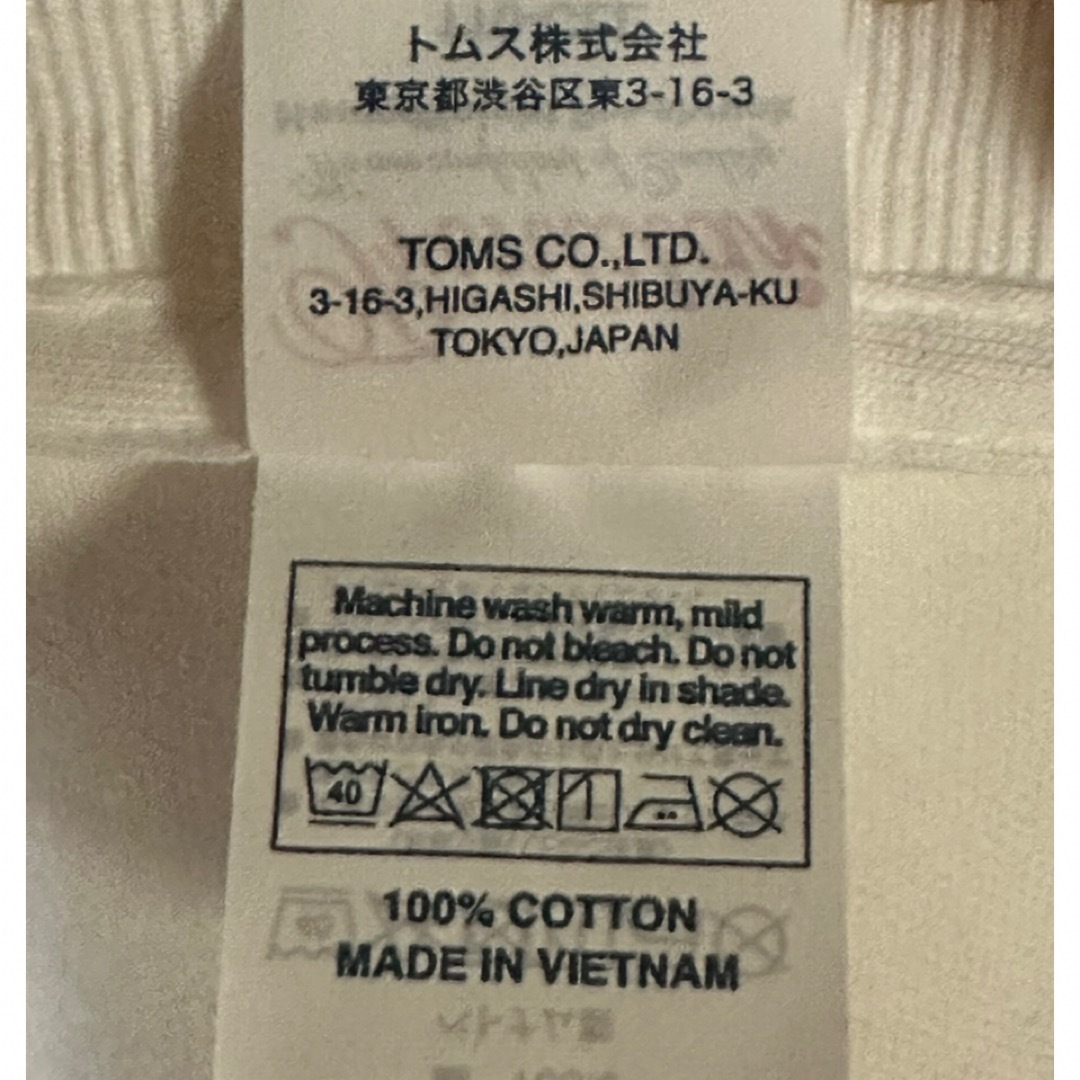 トムス株式会社
東京都渋谷区東3-16-3
TOMS CO.,LTD.
3-16-3,HIGASHI,SHIBUYA-KU
TOKYO,JAPAN
Machine wash warm, mild
process. Do not bleach. Do not
tumble dry. Line dry in shade.
Warm iron. Do not dry clean.
40
100% COTTON
MADE IN VIETNAM